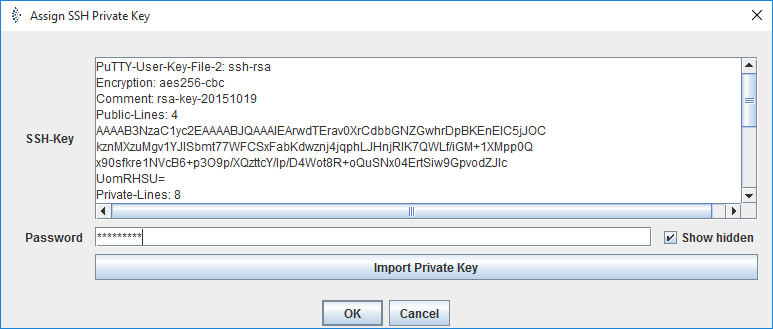 Assign SSH Private Key
PuTTY-User-Key-File-2: ssh-rsa
Encryption: aes256-cbc
Comment: rsa-key-20151019
Public-Lines: 4
AAAAB3NzaC1yc2EAAAABJQAAAIEArwdTErav0XrCdbbGNZGwhrDpBKEnEIC5jJOC
kznMXzuMgv1YJlSbmt77WFCSxFabKdwznj4jqphLJHnjRlK7QWLf/iGM+1XMpp0Q
x90sfkre1NVcB6+p3O9p/XQzttcY/Ip/D4Wot8R+oQuSNx04ErtSiw9GpvodZJlc
UomRHSU=
Private-Lines: 8
SSH-Key
Password
*********
Show hidden
Import Private Key
OK
Cancel